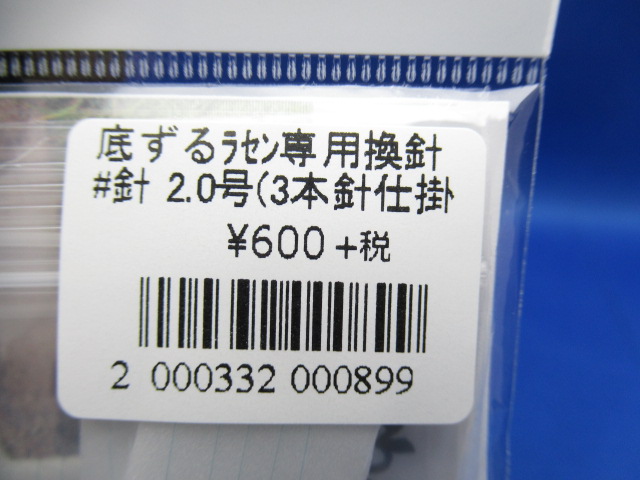 底ずるﾗｾﾝ専用換針
#針 2.0号(3本針仕掛
¥600 +税
2 000332 000899